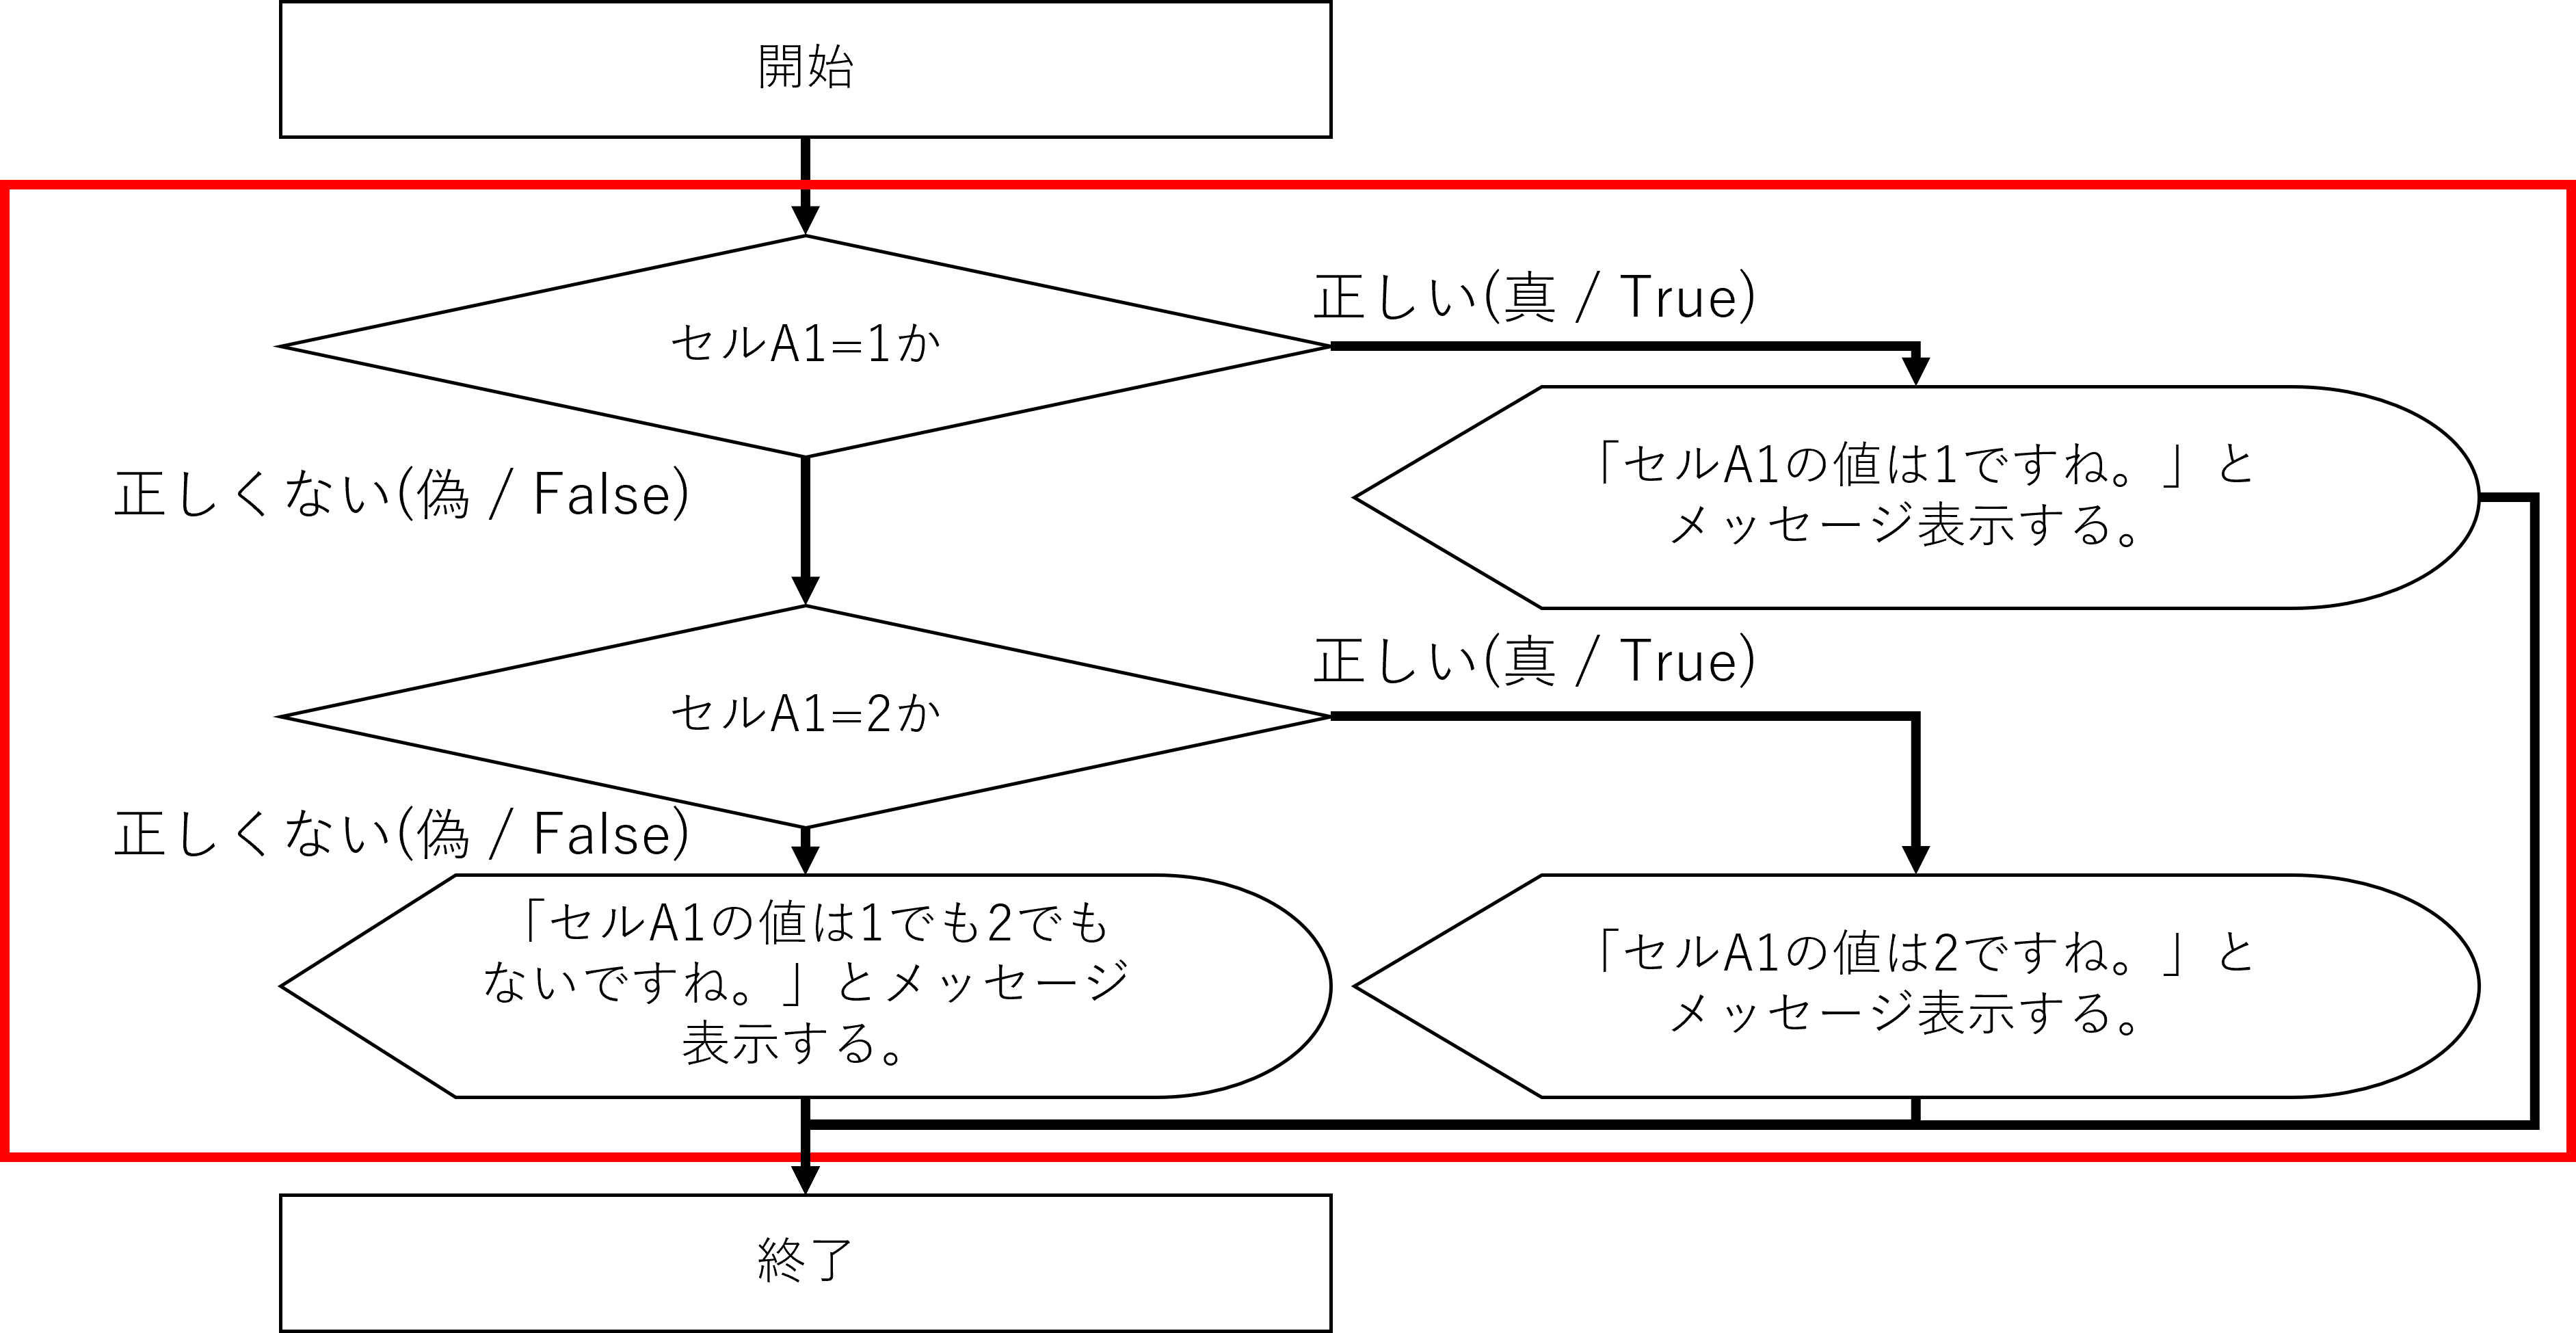 開始
セルA1=1か
正しい(真 / True)
「セルA1の値は1ですね。」と
メッセージ表示する。
正しくない(偽 / False)
セルA1=2か
正しい(真 / True)
正しくない(偽 / False)
「セルA1の値は1でも2でも
ないですね。」とメッセージ
表示する。
「セルA1の値は2ですね。」と
メッセージ表示する。
終了